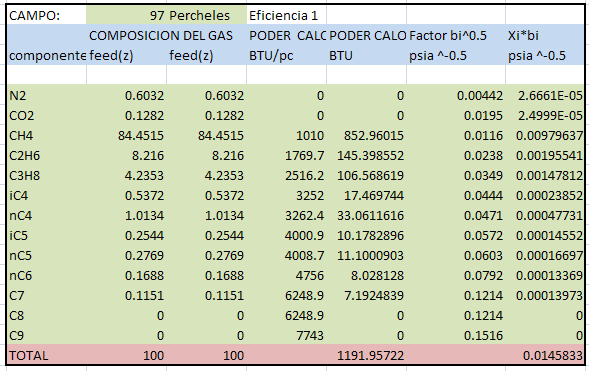 CAMPO: 97 Percheles Eficiencia 1
COMPOSICION DEL GAS PODER CALC PODER CALO Factor bi^0.5 Xi*bi
componente feed(z) feed(z) BTU/pc BTU psia ^-0.5 psia ^-0.5
N2 0.6032 0.6032 0 0 0.00442 2.6661E-05
CO2 0.1282 0.1282 0 0 0.0195 2.4999E-05
CH4 84.4515 84.4515 1010 852.96015 0.0116 0.00979637
C2H6 8.216 8.216 1769.7 145.398552 0.0238 0.00195541
C3H8 4.2353 4.2353 2516.2 106.568619 0.0349 0.00147812
iC4 0.5372 0.5372 3252 17.469744 0.0444 0.00023852
nC4 1.0134 1.0134 3262.4 33.0611616 0.0471 0.00047731
iC5 0.2544 0.2544 4000.9 10.1782896 0.0572 0.00014552
nC5 0.2769 0.2769 4008.7 11.1000903 0.0603 0.00016697
nC6 0.1688 0.1688 4756 8.028128 0.0792 0.00013369
C7 0.1151 0.1151 6248.9 7.1924839 0.1214 0.00013973
C8 0 0 6248.9 0 0.1214 0
C9 0 0 7743 0 0.1516 0
TOTAL 100 100 1191.95722 0.0145833